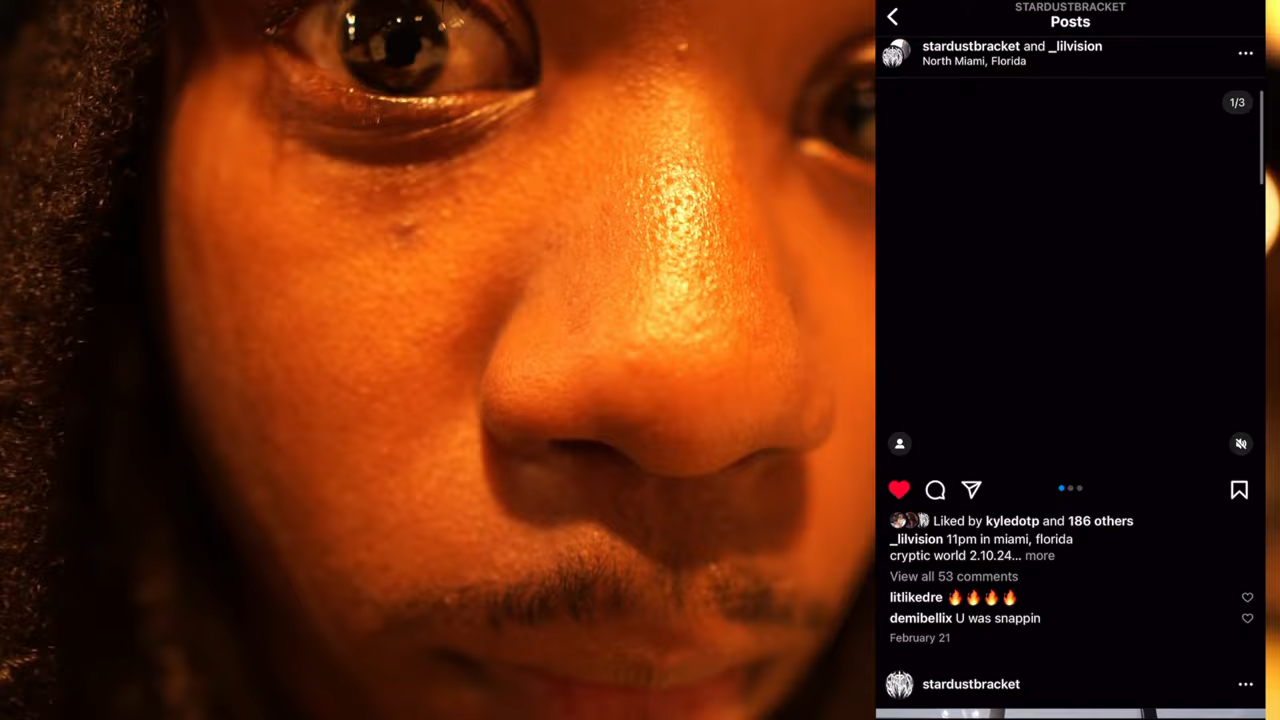 STARDUSTBRACKET
Posts
stardustbracket and _lilvision
North Miami, Florida
1/3
Liked by kyledotp and 186 others
_lilvision 11pm in miami, florida
cryptic world 2.10.24... more
View all 53 comments
litlikedre 🔥🔥🔥🔥
demibellix U was snappin
February 21
stardustbracket